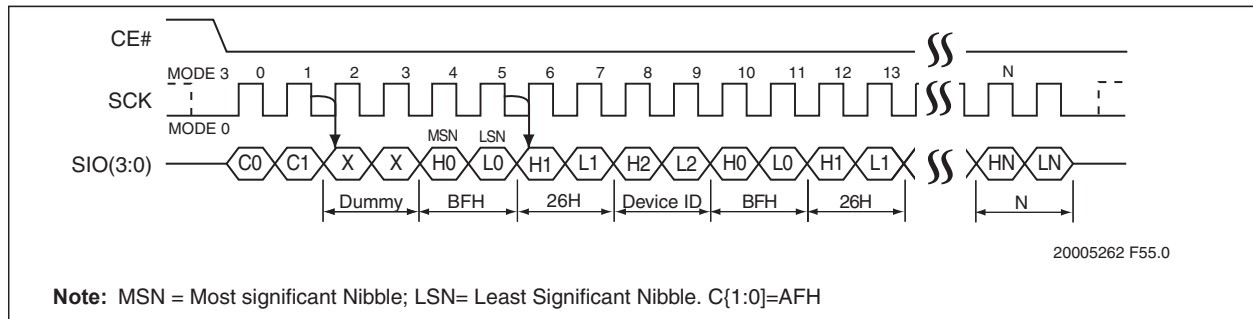 CE#
MODE 3 0 1 2 3 4 5 6 7 8 9 10 11 12 13 N
SCK
MODE 0
MSN LSN
SIO(3:0) C0 C1 X X H0 L0 H1 L1 H2 L2 H0 L0 H1 L1 HN LN
Dummy BFH 26H Device ID BFH 26H N
20005262 F55.0
Note: MSN = Most significant Nibble; LSN= Least Significant Nibble. C{1:0]=AFH